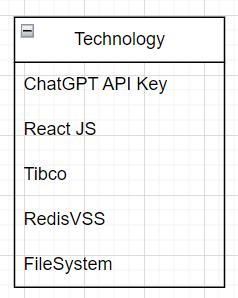 Technology
ChatGPT API Key
React JS
Tibco
RedisVSS
FileSystem